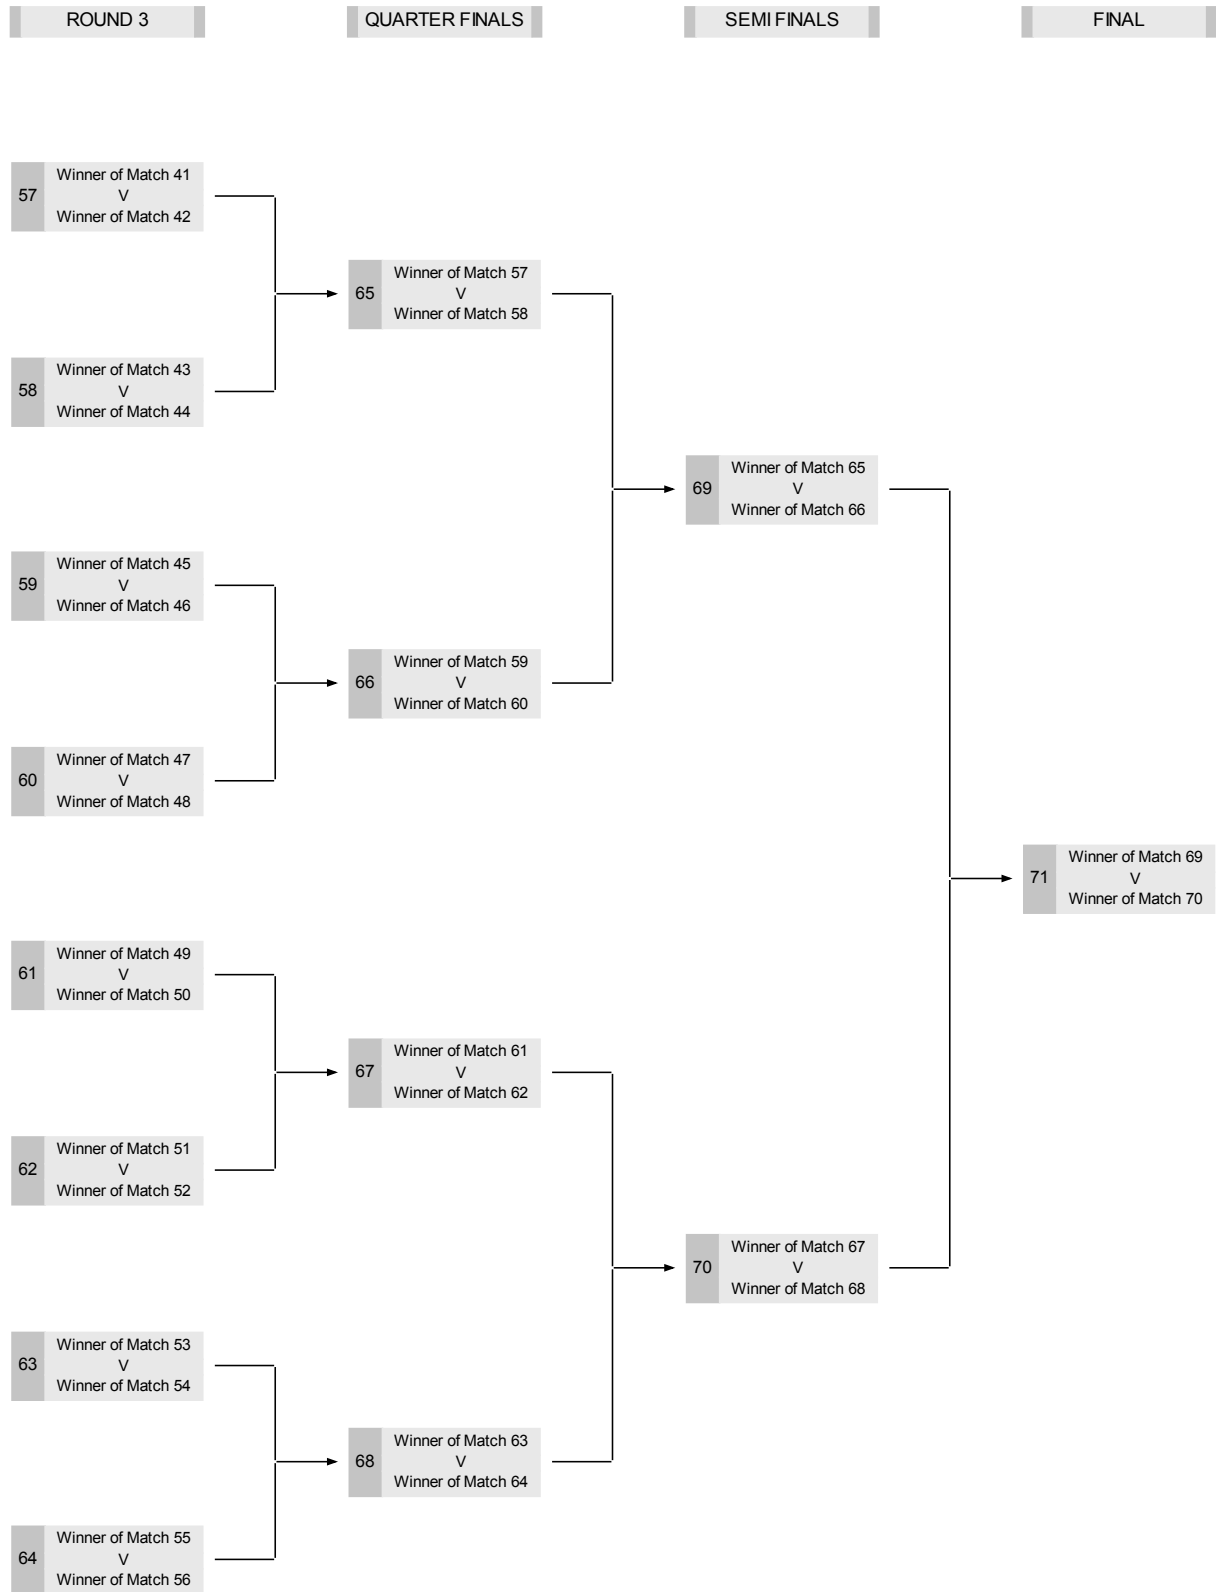 ROUND 3
QUARTER FINALS
SEMI FINALS
FINAL
57
Winner of Match 41
V
Winner of Match 42
58
Winner of Match 43
V
Winner of Match 44
59
Winner of Match 45
V
Winner of Match 46
60
Winner of Match 47
V
Winner of Match 48
61
Winner of Match 49
V
Winner of Match 50
62
Winner of Match 51
V
Winner of Match 52
63
Winner of Match 53
V
Winner of Match 54
64
Winner of Match 55
V
Winner of Match 56
65
Winner of Match 57
V
Winner of Match 58
66
Winner of Match 59
V
Winner of Match 60
67
Winner of Match 61
V
Winner of Match 62
68
Winner of Match 63
V
Winner of Match 64
69
Winner of Match 65
V
Winner of Match 66
70
Winner of Match 67
V
Winner of Match 68
71
Winner of Match 69
V
Winner of Match 70